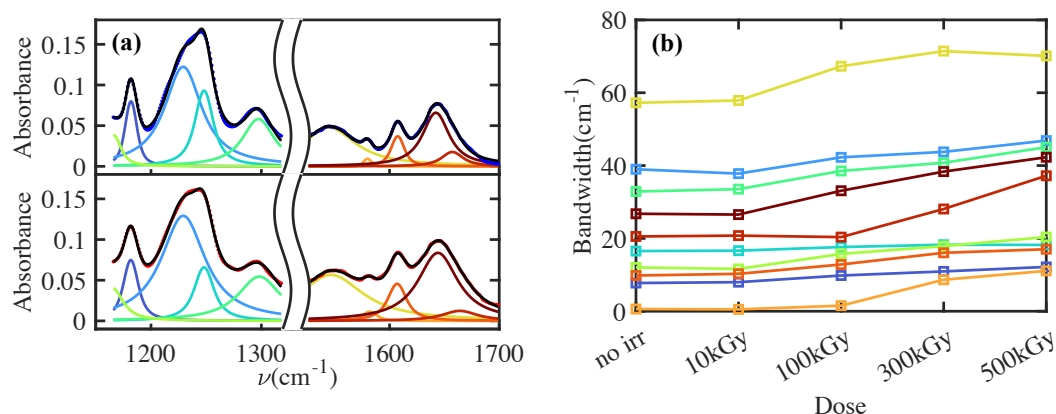 (a)
Absorbance
0.15
0.1
0.05
0
Absorbance
0.15
0.1
0.05
0
1200
1300
1600
1700
ν(cm⁻¹)
(b)
Bandwidth(cm⁻¹)
80
60
40
20
0
no irr
10kGy
100kGy
300kGy
500kGy
Dose